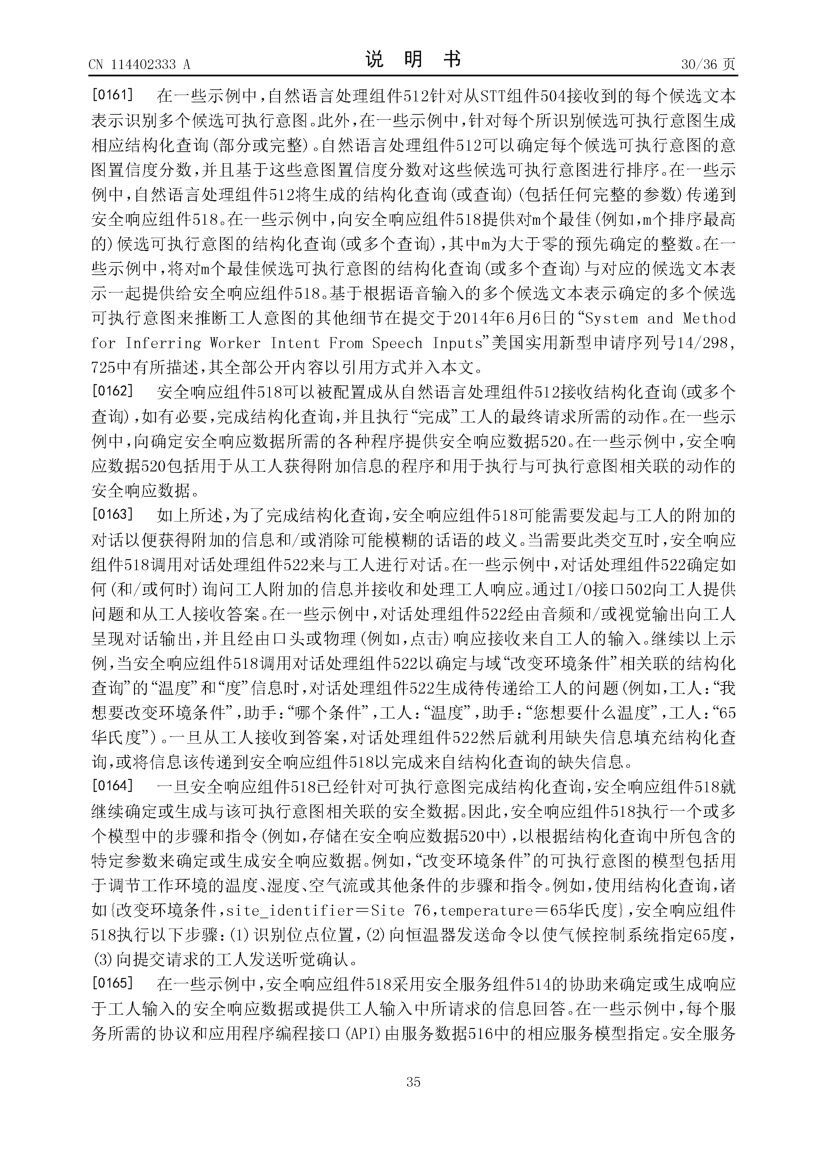 CN 114402333 A
说 明 书
30/36 页
[0161] 在一些示例中,自然语言处理组件512针对从STT组件504接收到的每个候选文本
表示识别多个候选可执行意图。此外,在一些示例中,针对每个所识别候选可执行意图生成
相应结构化查询(部分或完整)。自然语言处理组件512可以确定每个候选可执行意图的意
图置信度分数,并且基于这些意图置信度分数对这些候选可执行意图进行排序。在一些示
例中,自然语言处理组件512将生成的结构化查询(或查询)(包括任何完整的参数)传递到
安全响应组件518。在一些示例中,向安全响应组件518提供对m个最佳(例如,m个排序最高
的)候选可执行意图的结构化查询(或多个查询),其中m为大于零的预先确定的整数。在一
些示例中,将对m个最佳候选可执行意图的结构化查询(或多个查询)与对应的候选文本表
示一起提供给安全响应组件518。基于根据语音输入的多个候选文本表示确定的多个候选
可执行意图来推断工人意图的其他细节在提交于2014年6月6日的“System and Method
for Inferring Worker Intent From Speech Inputs”美国实用新型申请序列号14/298,
725中有所描述,其全部公开内容以引用方式并入本文。
[0162] 安全响应组件518可以被配置成从自然语言处理组件512接收结构化查询(或多个
查询),如有必要,完成结构化查询,并且执行“完成”工人的最终请求所需的动作。在一些示
例中,向确定安全响应数据所需的各种程序提供安全响应数据520。在一些示例中,安全响
应数据520包括用于从工人获得附加信息的程序和用于执行与可执行意图相关联的动作的
安全响应数据。
[0163] 如上所述,为了完成结构化查询,安全响应组件518可能需要发起与工人的附加的
对话以便获得附加的信息和/或消除可能模糊的话语的歧义。当需要此类交互时,安全响应
组件518调用对话处理组件522来与工人进行对话。在一些示例中,对话处理组件522确定如
何(和/或何时)询问工人附加的信息并接收和处理工人响应。通过I/O接口502向工人提供
问题和从工人接收答案。在一些示例中,对话处理组件522经由音频和/或视觉输出向工人
呈现对话输出,并且经由口头或物理(例如,点击)响应接收来自工人的输入。继续以上示
例,当安全响应组件518调用对话处理组件522以确定与域“改变环境条件”相关联的结构化
查询”的“温度”和“度”信息时,对话处理组件522生成待传递给工人的问题(例如,工人:“我
想要改变环境条件”,助手:“哪个条件”,工人:“温度”,助手:“您想要什么温度”,工人:“65
华氏度”)。一旦从工人接收到答案,对话处理组件522然后就利用缺失信息填充结构化查
询,或将信息该传递到安全响应组件518以完成来自结构化查询的缺失信息。
[0164] 一旦安全响应组件518已经针对可执行意图完成结构化查询,安全响应组件518就
继续确定或生成与该可执行意图相关联的安全数据。因此,安全响应组件518执行一个或多
个模型中的步骤和指令(例如,存储在安全响应数据520中),以根据结构化查询中所包含的
特定参数来确定或生成安全响应数据。例如,“改变环境条件”的可执行意图的模型包括用
于调节工作环境的温度、湿度、空气流或其他条件的步骤和指令。例如,使用结构化查询,诸
如{改变环境条件,site_identifier=Site 76,temperature=65华氏度},安全响应组件
518执行以下步骤:(1)识别位点位置,(2)向恒温器发送命令以使气候控制系统指定65度,
(3)向提交请求的工人发送听觉确认。
[0165] 在一些示例中,安全响应组件518采用安全服务组件514的协助来确定或生成响应
于工人输入的安全响应数据或提供工人输入中所请求的信息回答。在一些示例中,每个服
务所需的协议和应用程序编程接口(API)由服务数据516中的相应服务模型指定。安全服务
35